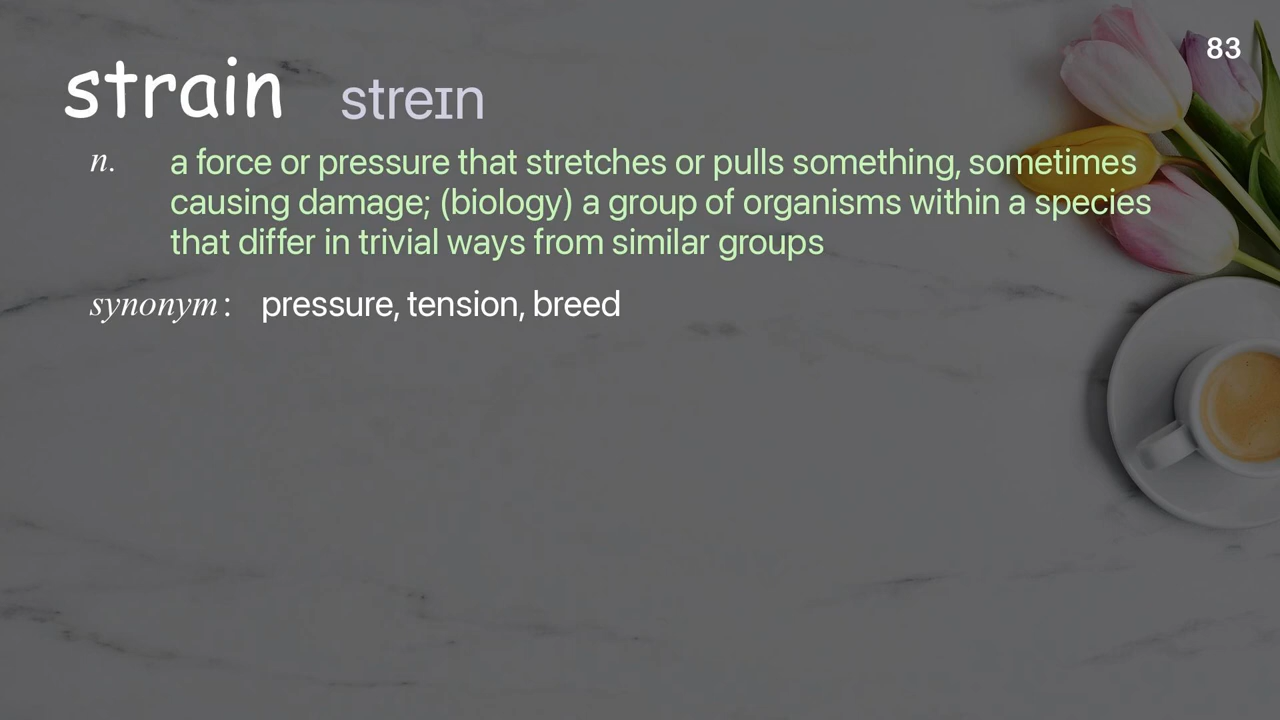 83
strain streɪn
n. a force or pressure that stretches or pulls something, sometimes
causing damage; (biology) a group of organisms within a species
that differ in trivial ways from similar groups
synonym: pressure, tension, breed